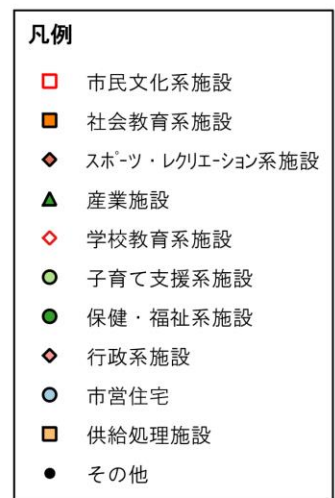 凡例
市民文化系施設
社会教育系施設
スポーツ・レクリエーション系施設
産業施設
学校教育系施設
子育て支援系施設
保健・福祉系施設
行政系施設
市営住宅
供給処理施設
その他